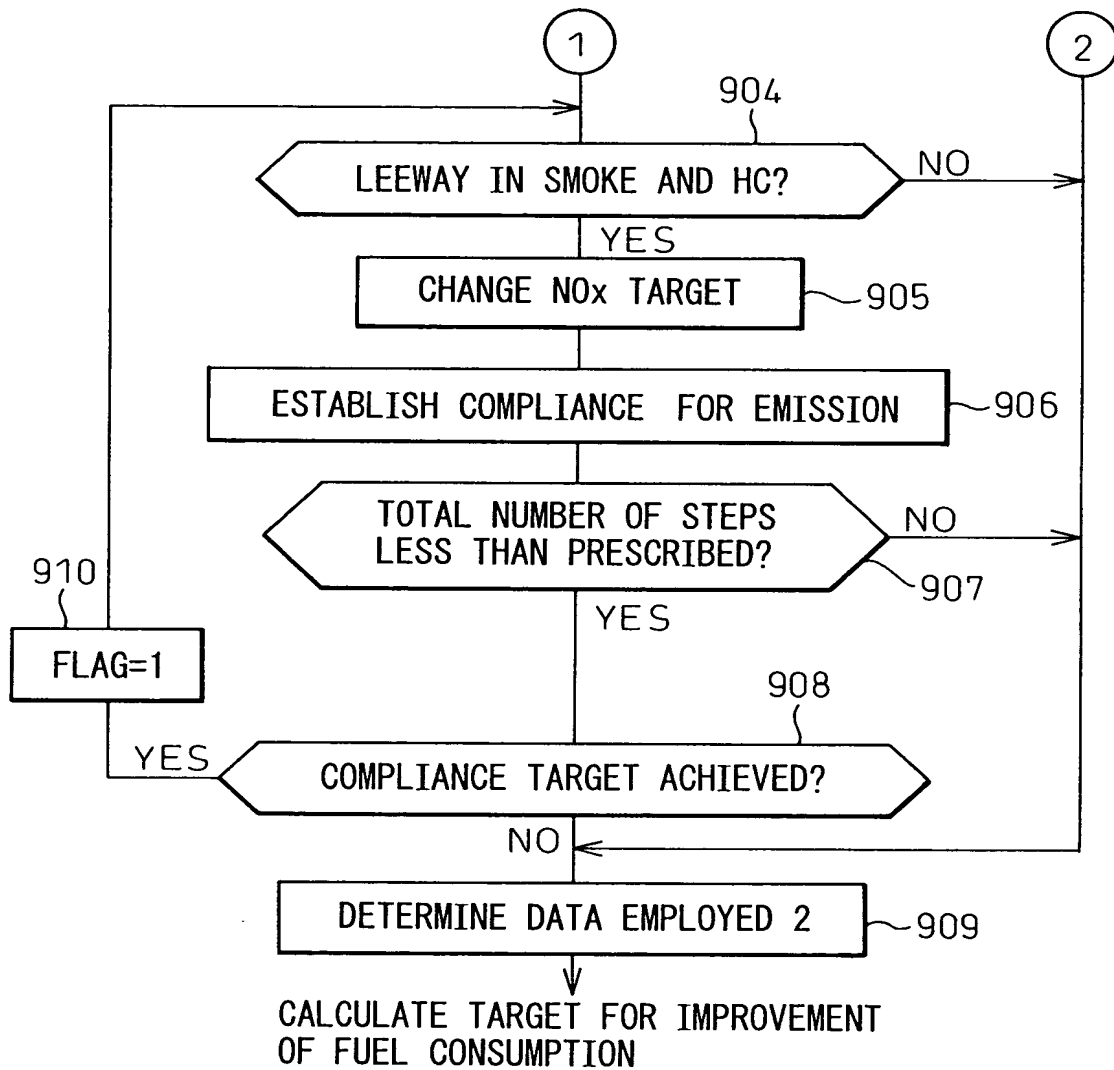 1
2
904
LEEWAY IN SMOKE AND HC?
NO
YES
CHANGE NOx TARGET
905
ESTABLISH COMPLIANCE FOR EMISSION
906
TOTAL NUMBER OF STEPS
LESS THAN PRESCRIBED?
NO
907
910
YES
FLAG=1
908
YES
COMPLIANCE TARGET ACHIEVED?
NO
DETERMINE DATA EMPLOYED 2
909
CALCULATE TARGET FOR IMPROVEMENT
OF FUEL CONSUMPTION